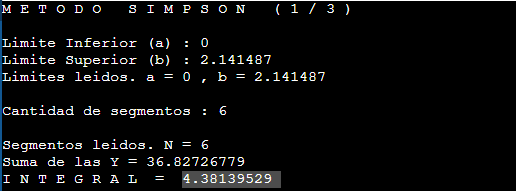 M E T O D O   S I M P S O N   ( 1 / 3 )
Limite Inferior (a) : 0
Limite Superior (b) : 2.141487
Limites leidos. a = 0 , b = 2.141487
Cantidad de segmentos : 6
Segmentos leidos. N = 6
Suma de las Y = 36.82726779
I N T E G R A L  =  4.38139529